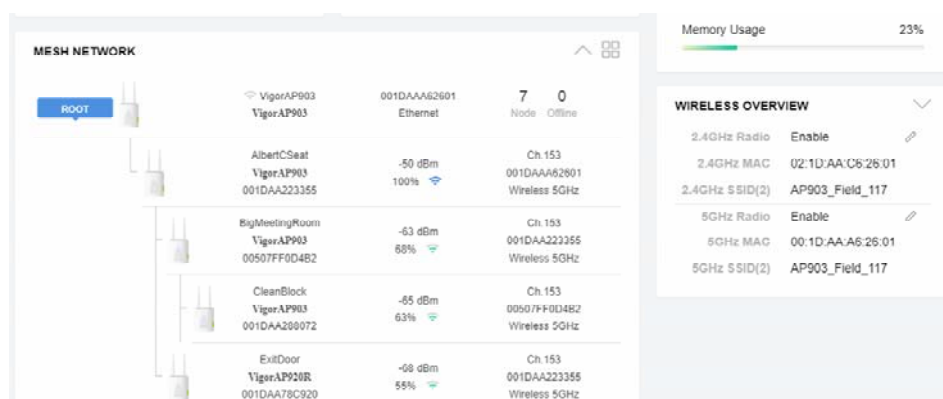 MESH NETWORK
ROOT
VigorAP903
VigorAP903
001DAAA62601
Ethernet
7 0
Node Offline
AlbertCSeat
VigorAP903
001DAA223355
-50 dBm
100%
Ch.153
001DAAA62601
Wireless 5GHz
BigMeetingRoom
VigorAP903
00507FF0D4B2
-63 dBm
68%
Ch.153
001DAA223355
Wireless 5GHz
CleanBlock
VigorAP903
001DAA288072
-65 dBm
63%
Ch.153
00507FF0D4B2
Wireless 5GHz
ExitDoor
VigorAP920R
001DAA78C920
-68 dBm
55%
Ch.153
001DAA223355
Wireless 5GHz
Memory Usage 23%
WIRELESS OVERVIEW
2.4GHz Radio Enable
2.4GHz MAC 02:1D:AA:C6:26:01
2.4GHz SSID(2) AP903_Field_117
5GHz Radio Enable
5GHz MAC 00:1D:AA:A6:26:01
5GHz SSID(2) AP903_Field_117